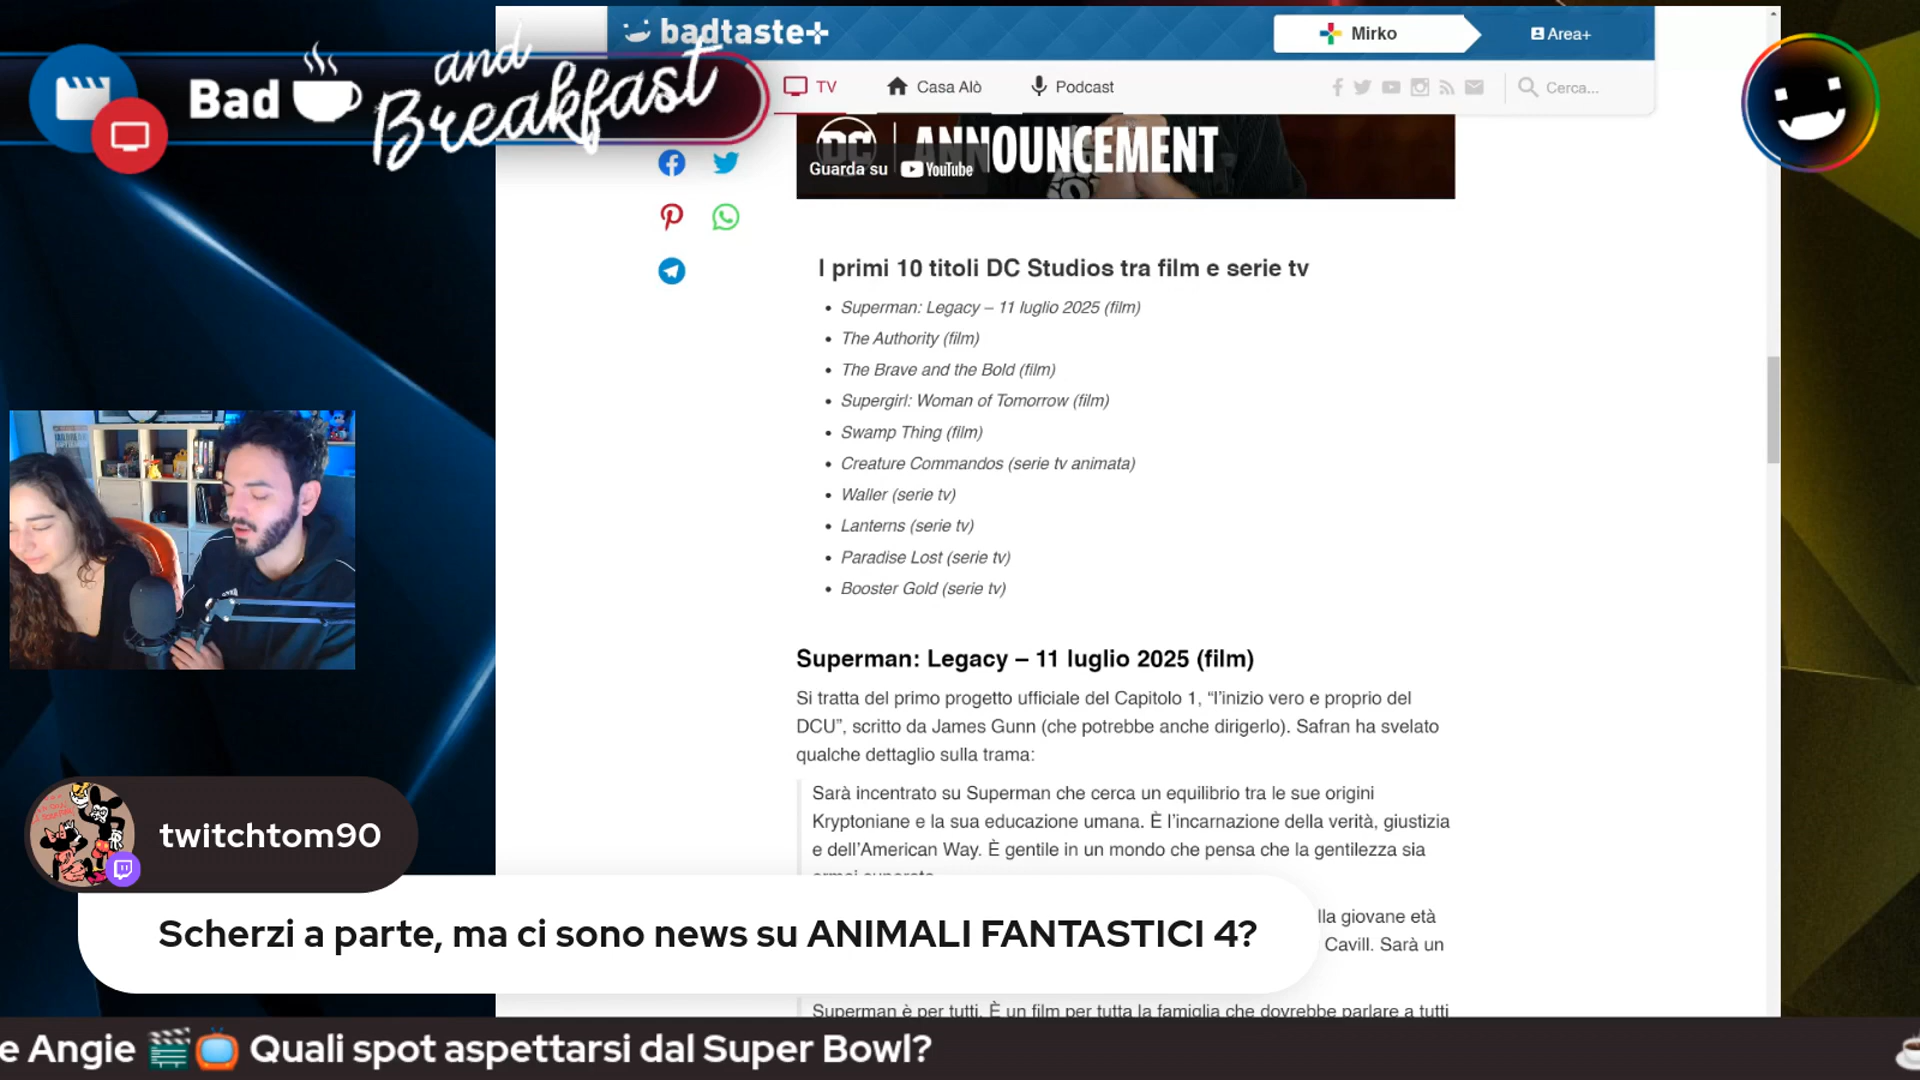 badtaste+
Mirko
Area+
Bad and Breakfast
TV
Casa Alò
Podcast
Cerca...
DC ANNOUNCEMENT
Guarda su YouTube
I primi 10 titoli DC Studios tra film e serie tv
Superman: Legacy – 11 luglio 2025 (film)
The Authority (film)
The Brave and the Bold (film)
Supergirl: Woman of Tomorrow (film)
Swamp Thing (film)
Creature Commandos (serie tv animata)
Waller (serie tv)
Lanterns (serie tv)
Paradise Lost (serie tv)
Booster Gold (serie tv)
Superman: Legacy – 11 luglio 2025 (film)
Si tratta del primo progetto ufficiale del Capitolo 1, “l’inizio vero e proprio del
DCU”, scritto da James Gunn (che potrebbe anche dirigerlo). Safran ha svelato
qualche dettaglio sulla trama:
Sarà incentrato su Superman che cerca un equilibrio tra le sue origini
Kryptoniane e la sua educazione umana. È l’incarnazione della verità, giustizia
e dell’American Way. È gentile in un mondo che pensa che la gentilezza sia
twitchtom90
Scherzi a parte, ma ci sono news su ANIMALI FANTASTICI 4?
lla giovane età
Cavill. Sarà un
Superman è per tutti. È un film per tutta la famiglia che dovrebbe parlare a tutti
e Angie 🎬📺 Quali spot aspettarsi dal Super Bowl?